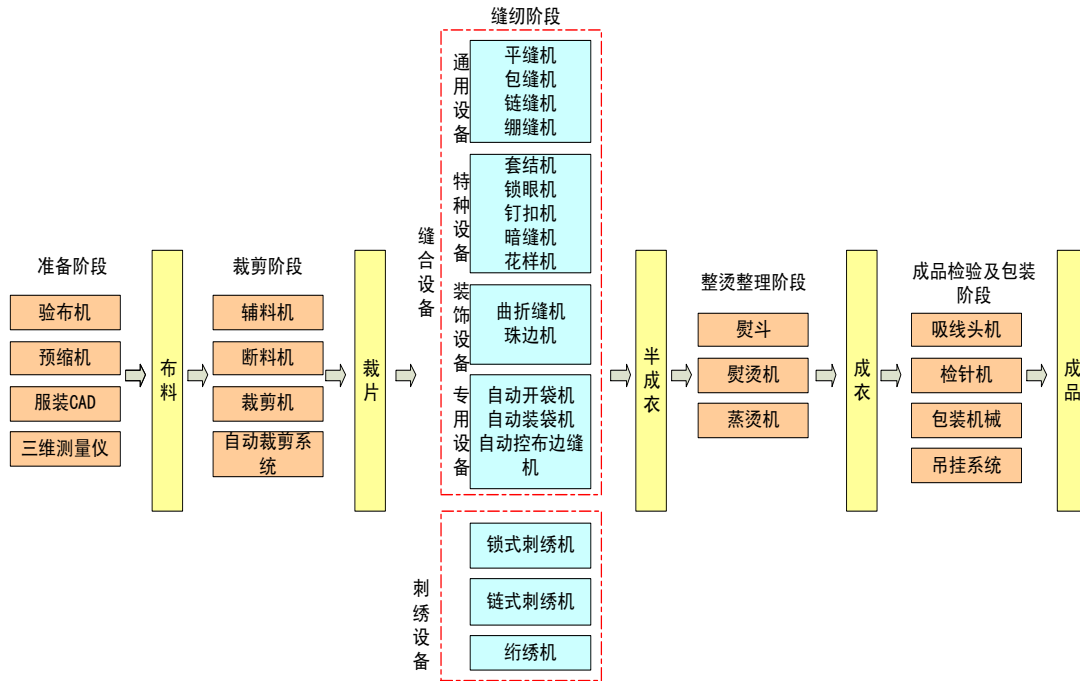 准备阶段
验布机
预缩机
服装CAD
三维测量仪
布料
裁剪阶段
辅料机
断料机
裁剪机
自动裁剪系
统
裁片
缝纫阶段
缝合设备
通用设备
平缝机
包缝机
链缝机
绷缝机
特种设备
套结机
锁眼机
钉扣机
暗缝机
花样机
装饰设备
曲折缝机
珠边机
专用设备
自动开袋机
自动装袋机
自动控布边缝
机
刺绣设备
锁式刺绣机
链式刺绣机
绗绣机
半成衣
整烫整理阶段
熨斗
熨烫机
蒸烫机
成衣
成品检验及包装
阶段
吸线头机
检针机
包装机械
吊挂系统
成品